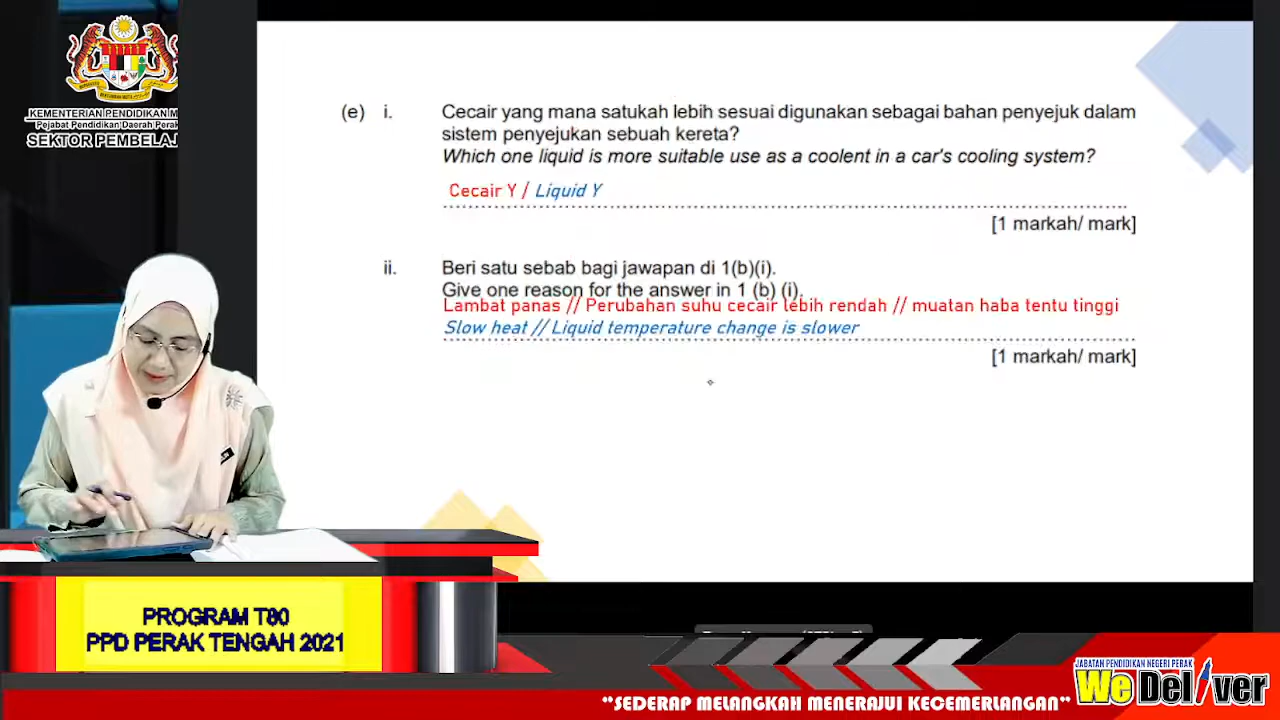 KEMENTERIAN PENDIDIKAN M
Pejabat Pendidikan Daerah Perak
SEKTOR PEMBELAJ
(e) i. Cecair yang mana satukah lebih sesuai digunakan sebagai bahan penyejuk dalam
sistem penyejukan sebuah kereta?
Which one liquid is more suitable use as a coolent in a car's cooling system?
Cecair Y / Liquid Y
[1 markah/ mark]
ii. Beri satu sebab bagi jawapan di 1(b)(i).
Give one reason for the answer in 1 (b) (i).
Lambat panas // Perubahan suhu cecair lebih rendah // muatan haba tentu tinggi
Slow heat // Liquid temperature change is slower
[1 markah/ mark]
PROGRAM T80
PPD PERAK TENGAH 2021
JABATAN PENDIDIKAN NEGERI PERAK
We Deliver
"SEDERAP MELANGKAH MENERAJUI KECEMERLANGAN"